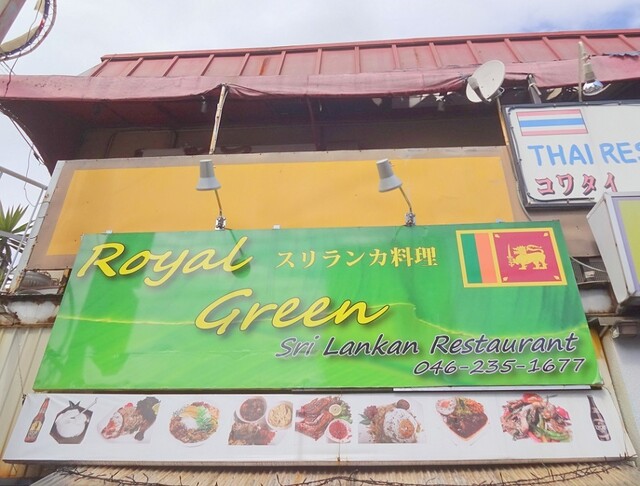 Royal
スリランカ料理
Green
Sri Lankan Restaurant
046-235-1677
THAI RES
コワタイ